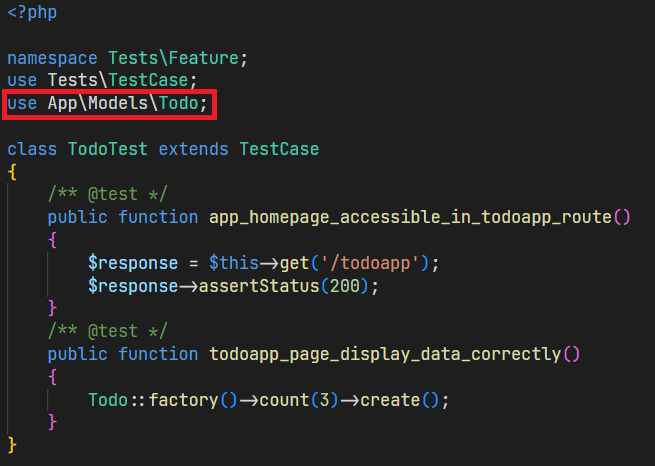 <?php
namespace Tests\Feature;
use Tests\TestCase;
use App\Models\Todo;
class TodoTest extends TestCase
{
/** @test */
public function app_homepage_accessible_in_todoapp_route()
{
$response = $this->get('/todoapp');
$response->assertStatus(200);
}
/** @test */
public function todoapp_page_display_data_correctly()
{
Todo::factory()->count(3)->create();
}
}